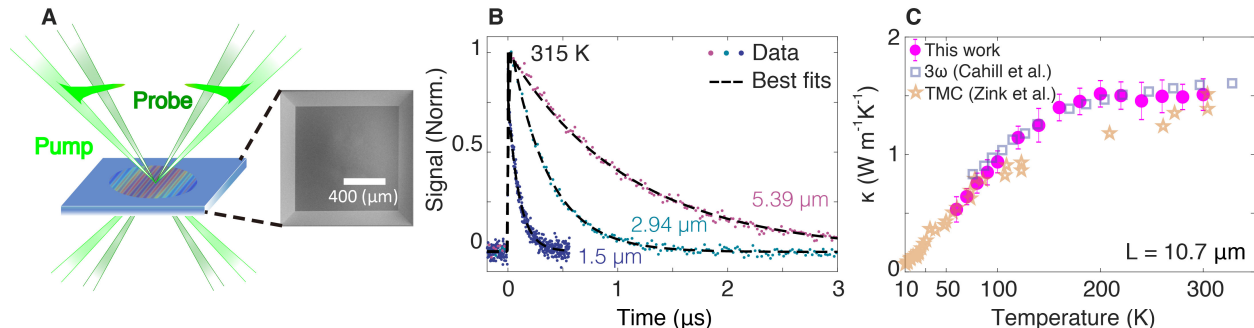 A
Probe
Pump
400 (µm)
B
315 K
Data
Best fits
5.39 µm
2.94 µm
1.5 µm
Signal (Norm.)
1
0.5
0
0
1
2
3
Time (µs)
C
This work
3ω (Cahill et al.)
TMC (Zink et al.)
L = 10.7 µm
κ (W m⁻¹K⁻¹)
2
1
0
10
50
100
200
300
Temperature (K)